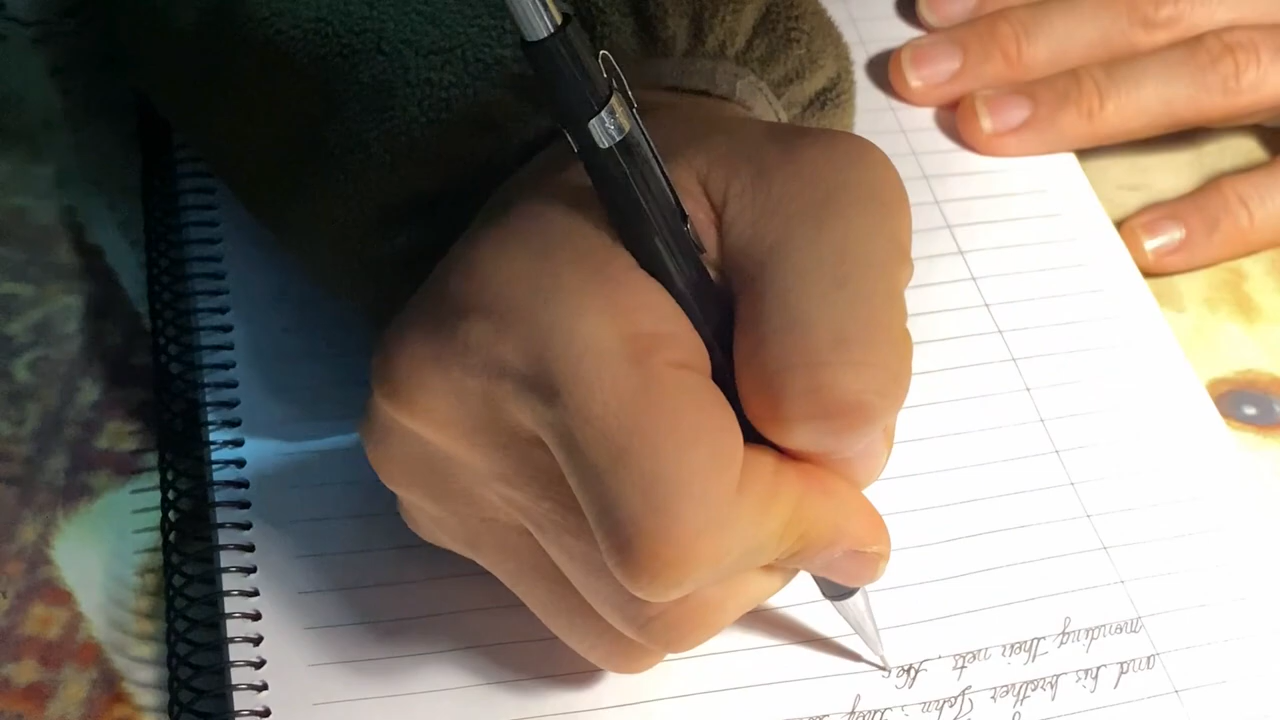 and his brother John; they
mending their nets. He